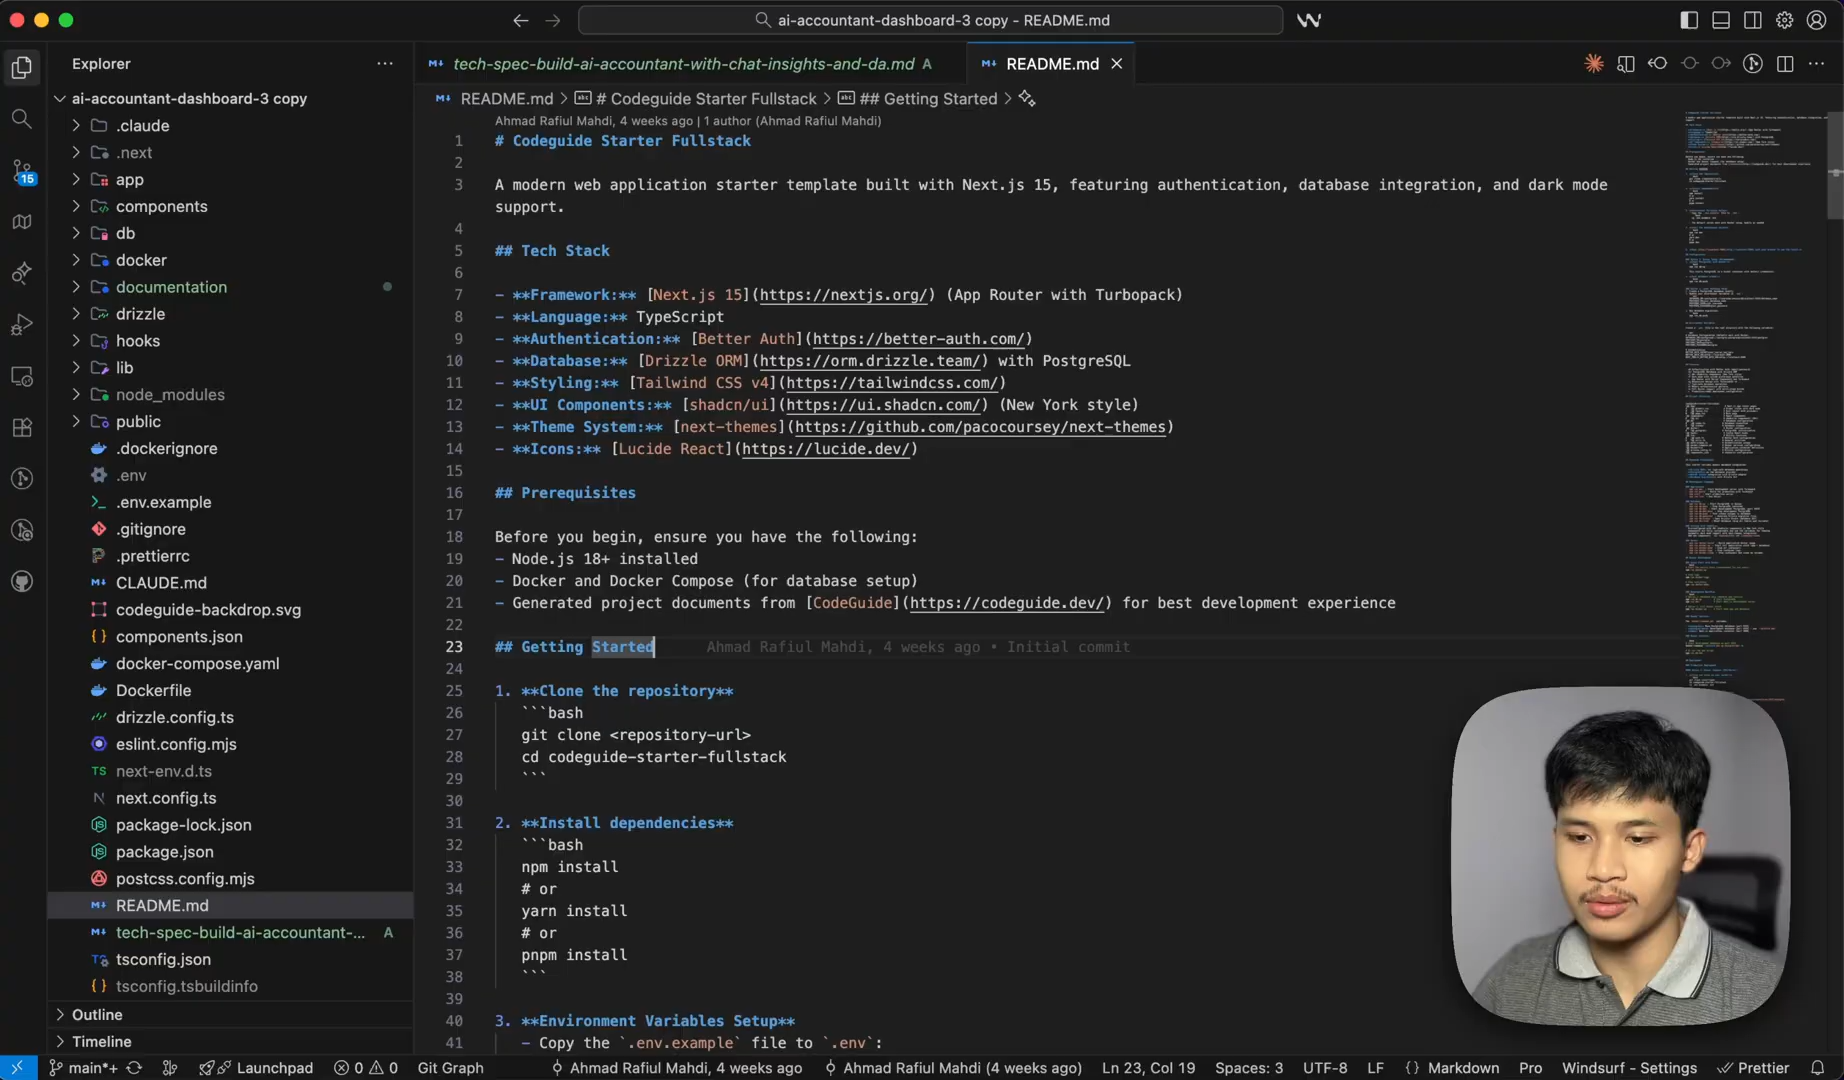 ai-accountant-dashboard-3 copy - README.md
Explorer
tech-spec-build-ai-accountant-with-chat-insights-and-da.md A
README.md
ai-accountant-dashboard-3 copy
.claude
.next
app
components
db
docker
documentation
drizzle
hooks
lib
node_modules
public
.dockerignore
.env
.env.example
.gitignore
.prettierrc
CLAUDE.md
codeguide-backdrop.svg
components.json
docker-compose.yaml
Dockerfile
drizzle.config.ts
eslint.config.mjs
next-env.d.ts
next.config.ts
package-lock.json
package.json
postcss.config.mjs
README.md
tech-spec-build-ai-accountant-... A
tsconfig.json
tsconfig.tsbuildinfo
Outline
Timeline
15
README.md > # Codeguide Starter Fullstack > ## Getting Started >
Ahmad Rafiul Mahdi, 4 weeks ago | 1 author (Ahmad Rafiul Mahdi)
1 # Codeguide Starter Fullstack
2
3 A modern web application starter template built with Next.js 15, featuring authentication, database integration, and dark mode
support.
4
5 ## Tech Stack
6
7 - **Framework:** [Next.js 15](https://nextjs.org/) (App Router with Turbopack)
8 - **Language:** TypeScript
9 - **Authentication:** [Better Auth](https://better-auth.com/)
10 - **Database:** [Drizzle ORM](https://orm.drizzle.team/) with PostgreSQL
11 - **Styling:** [Tailwind CSS v4](https://tailwindcss.com/)
12 - **UI Components:** [shadcn/ui](https://ui.shadcn.com/) (New York style)
13 - **Theme System:** [next-themes](https://github.com/pacocoursey/next-themes)
14 - **Icons:** [Lucide React](https://lucide.dev/)
15
16 ## Prerequisites
17
18 Before you begin, ensure you have the following:
19 - Node.js 18+ installed
20 - Docker and Docker Compose (for database setup)
21 - Generated project documents from [CodeGuide](https://codeguide.dev/) for best development experience
22
23 ## Getting Started Ahmad Rafiul Mahdi, 4 weeks ago • Initial commit
24
25 1. **Clone the repository**
26 ```bash
27 git clone <repository-url>
28 cd codeguide-starter-fullstack
29 ```
30
31 2. **Install dependencies**
32 ```bash
33 npm install
34 # or
35 yarn install
36 # or
37 pnpm install
38 ```
39
40 3. **Environment Variables Setup**
41 - Copy the `.env.example` file to `.env`:
main*+ Launchpad 0 0 Git Graph Ahmad Rafiul Mahdi, 4 weeks ago Ahmad Rafiul Mahdi (4 weeks ago) Ln 23, Col 19 Spaces: 3 UTF-8 LF {} Markdown Pro Windsurf - Settings Prettier